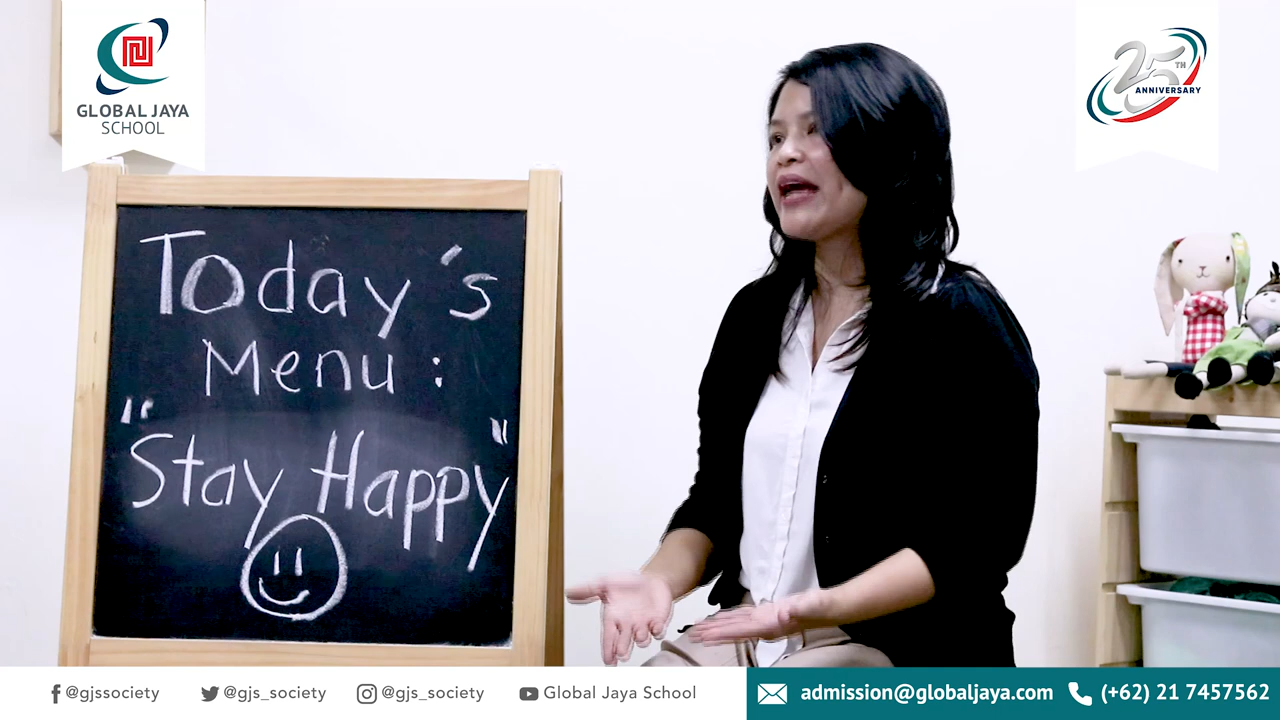 GLOBAL JAYA
SCHOOL
25TH
ANNIVERSARY
Today's
Menu :
"Stay Happy"
@gjssociety
@gjs_society
@gjs_society
Global Jaya School
admission@globaljaya.com
(+62) 21 7457562